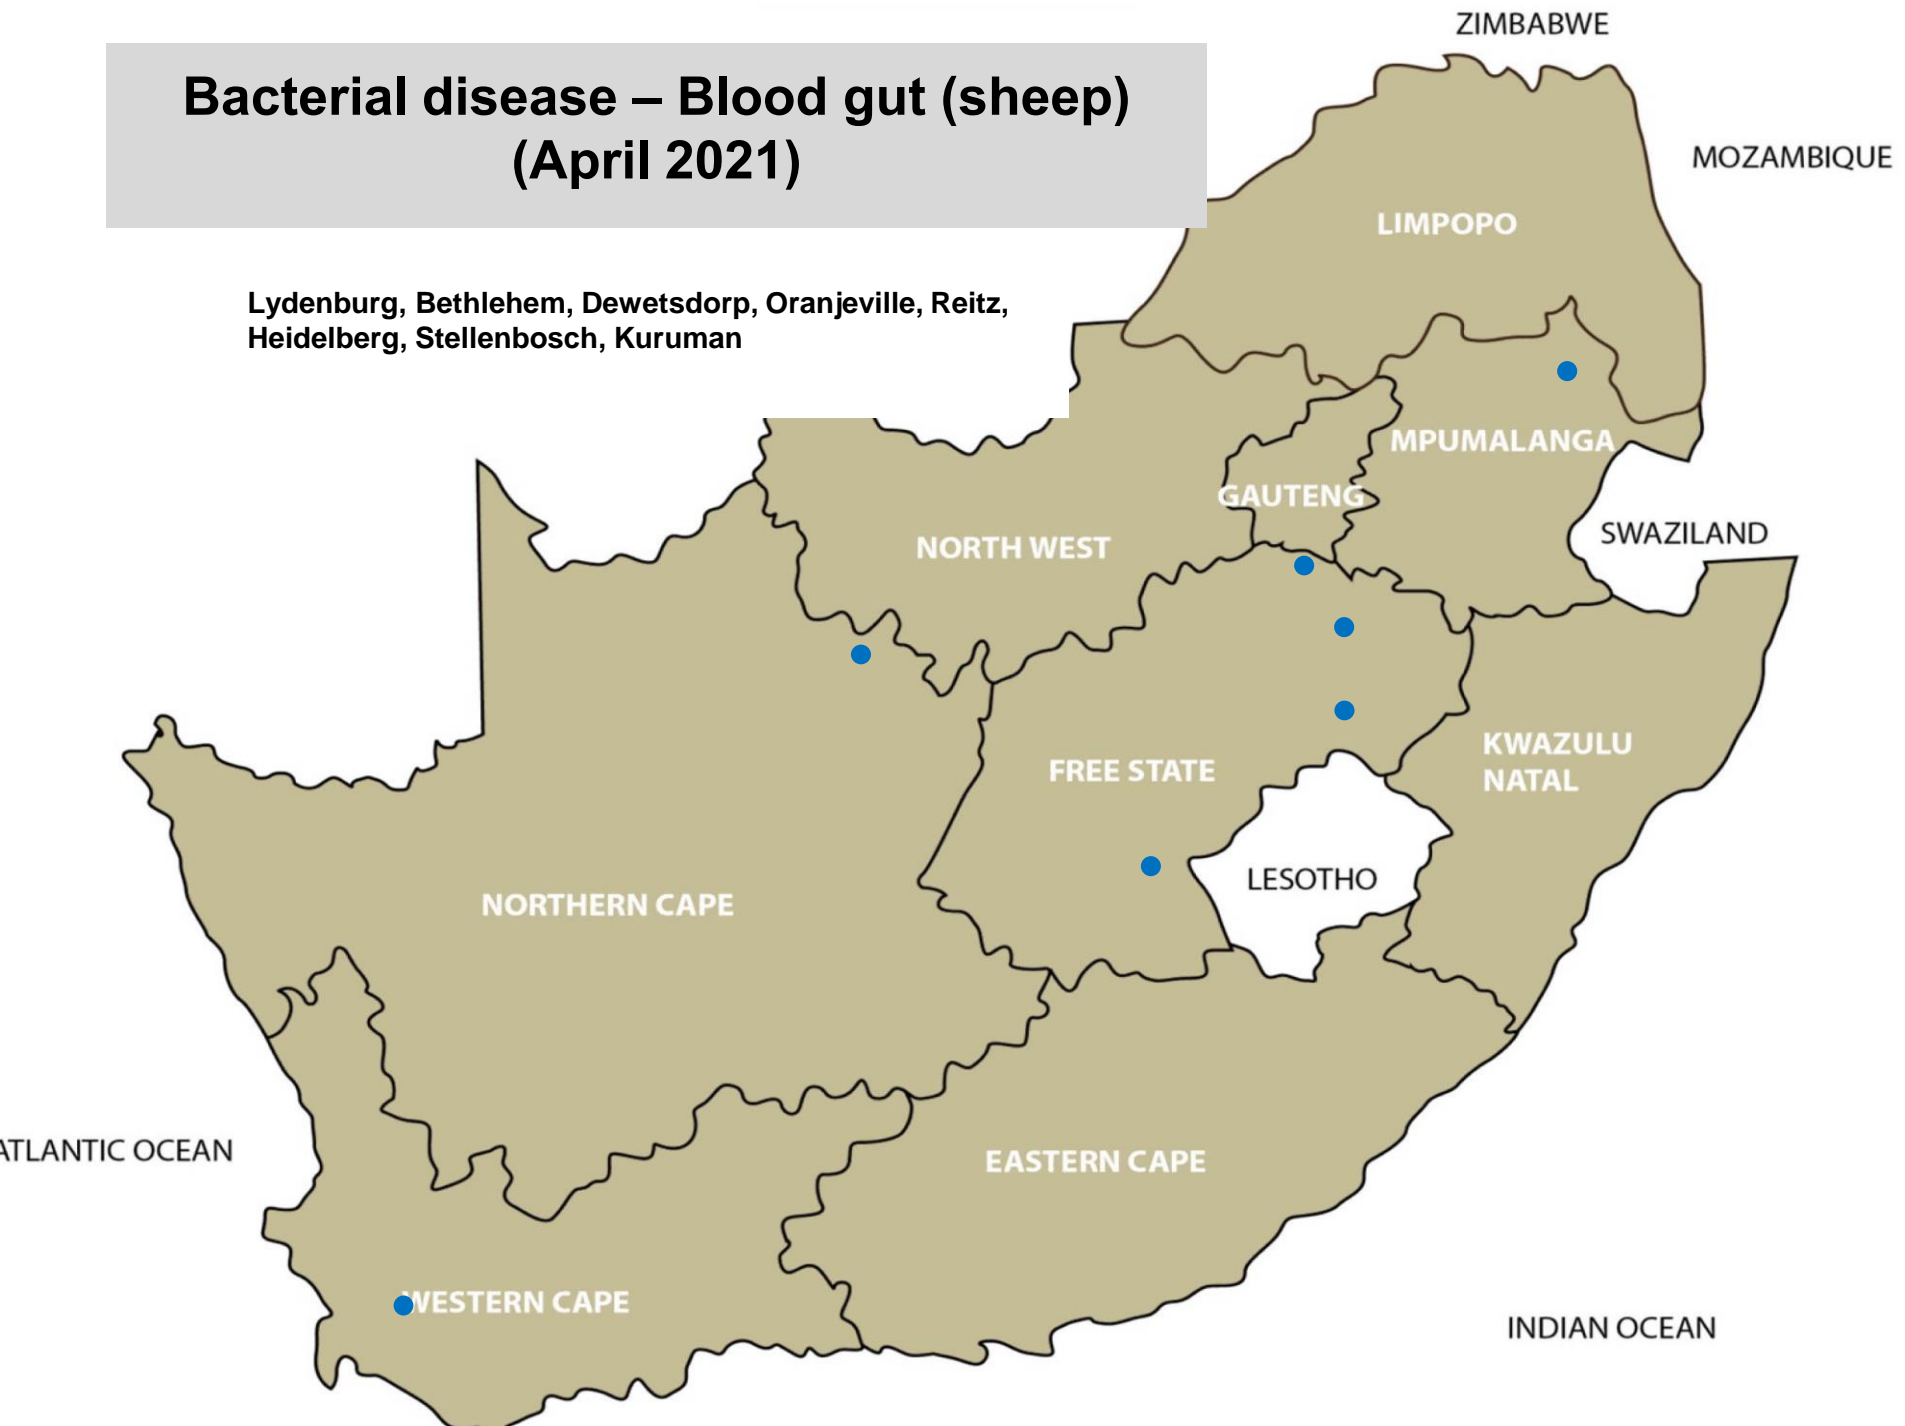 ZIMBABWE
Bacterial disease – Blood gut (sheep)
(April 2021)
MOZAMBIQUE
LIMPOPO
Lydenburg, Bethlehem, Dewetsdorp, Oranjeville, Reitz,
Heidelberg, Stellenbosch, Kuruman
MPUMALANGA
GAUTENG
SWAZILAND
NORTH WEST
KWAZULU
NATAL
FREE STATE
LESOTHO
NORTHERN CAPE
ATLANTIC OCEAN
EASTERN CAPE
WESTERN CAPE
INDIAN OCEAN